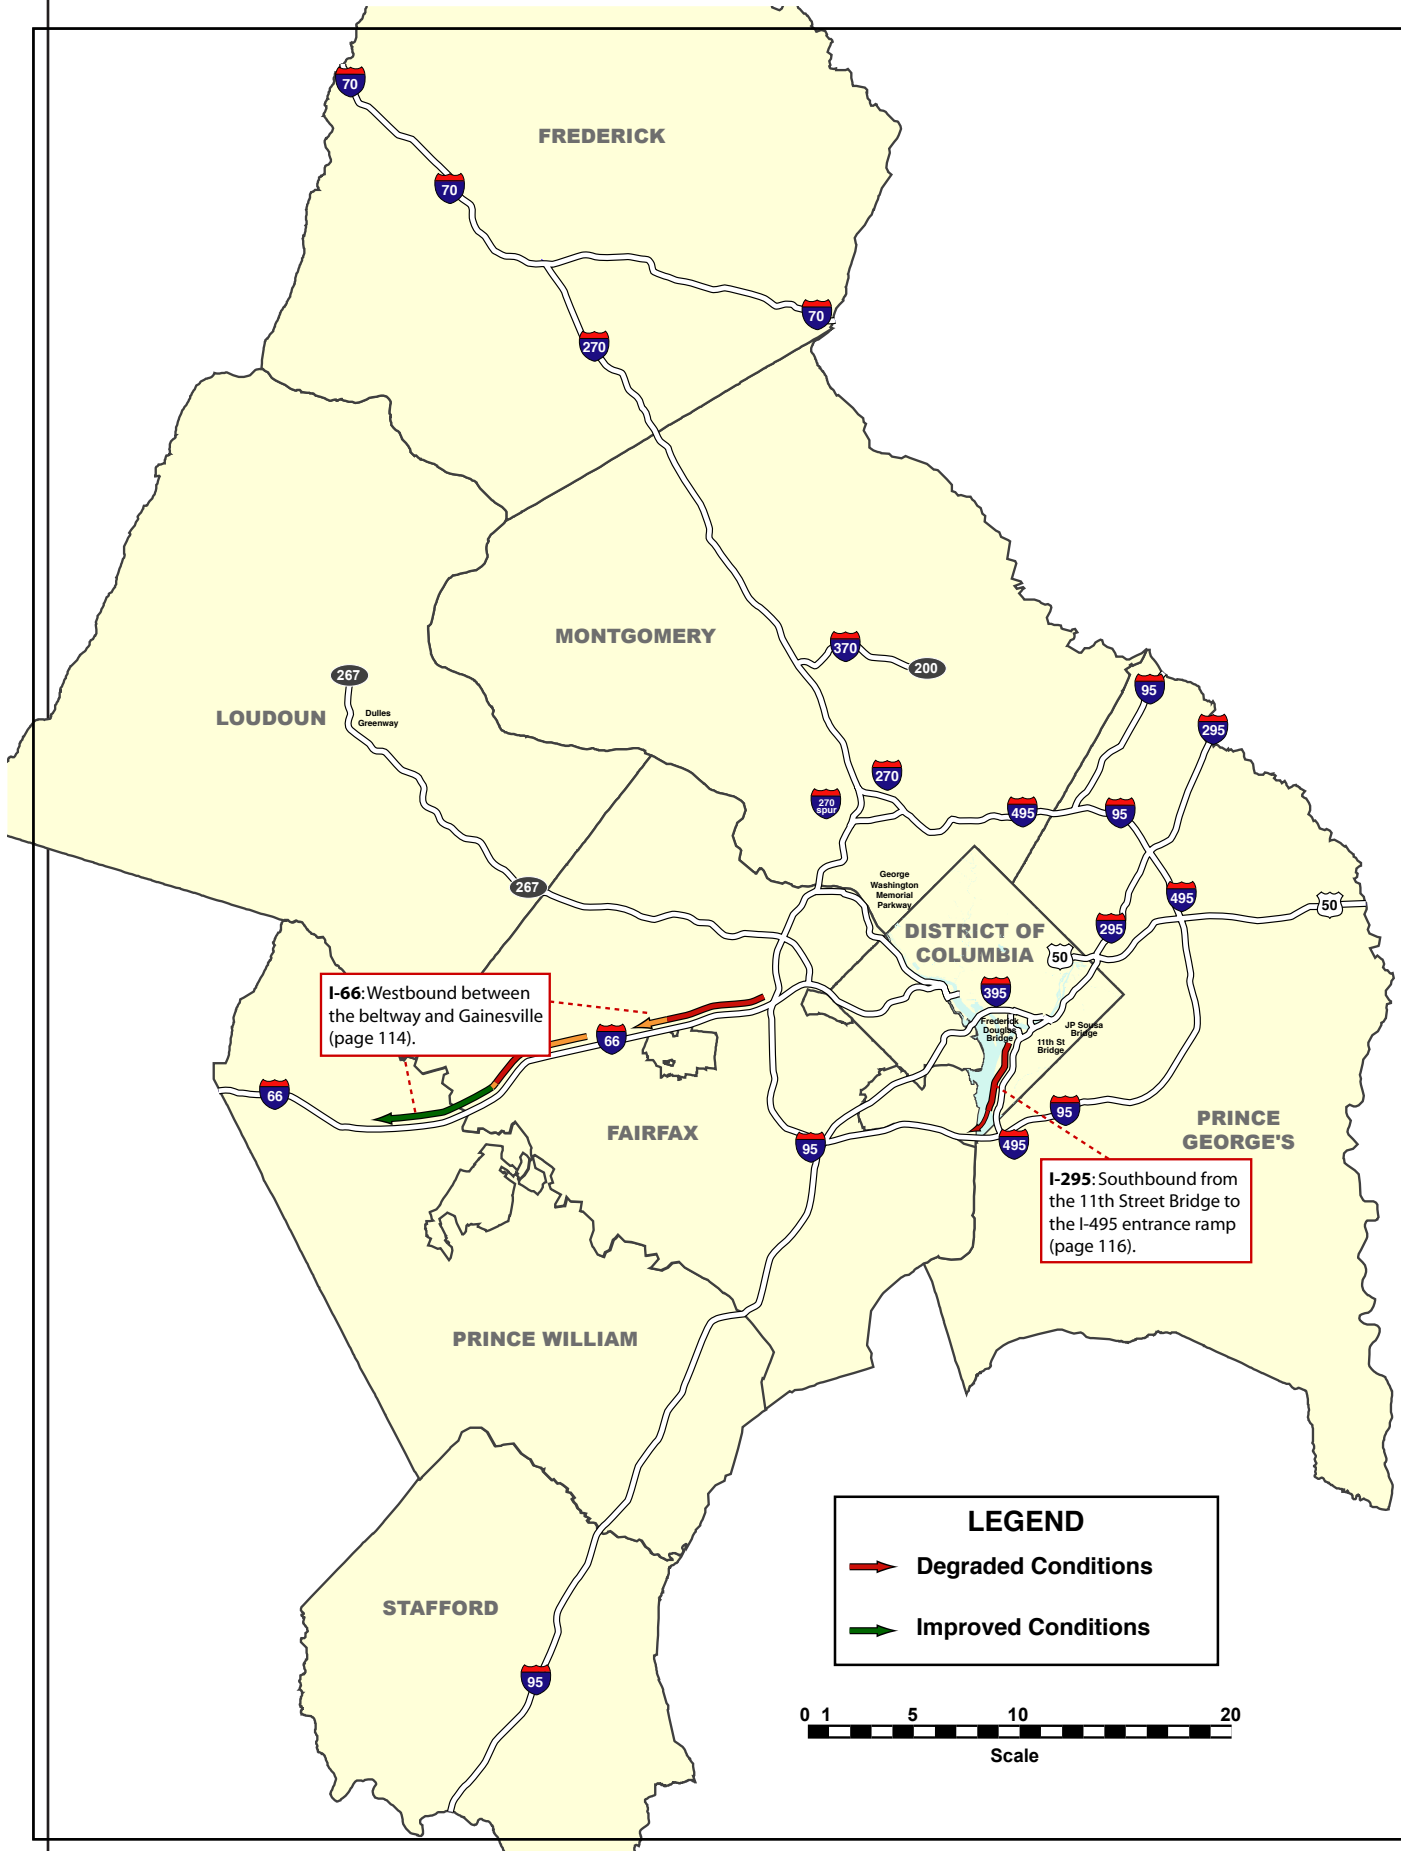 70
FREDERICK
70
70
270
MONTGOMERY
370
200
267
Dulles
Greenway
LOUDOUN
95
295
270
270
spur
495
95
267
George
Washington
Memorial
Parkway
495
50
295
DISTRICT OF
COLUMBIA
50
I-66: Westbound between
the beltway and Gainesville
(page 114).
395
Frederick
Douglas
Bridge
JP Sousa
Bridge
11th St
Bridge
66
66
95
PRINCE
GEORGE'S
FAIRFAX
95
495
I-295: Southbound from
the 11th Street Bridge to
the I-495 entrance ramp
(page 116).
PRINCE WILLIAM
LEGEND
Degraded Conditions
Improved Conditions
STAFFORD
95
0 1 5 10 20
Scale